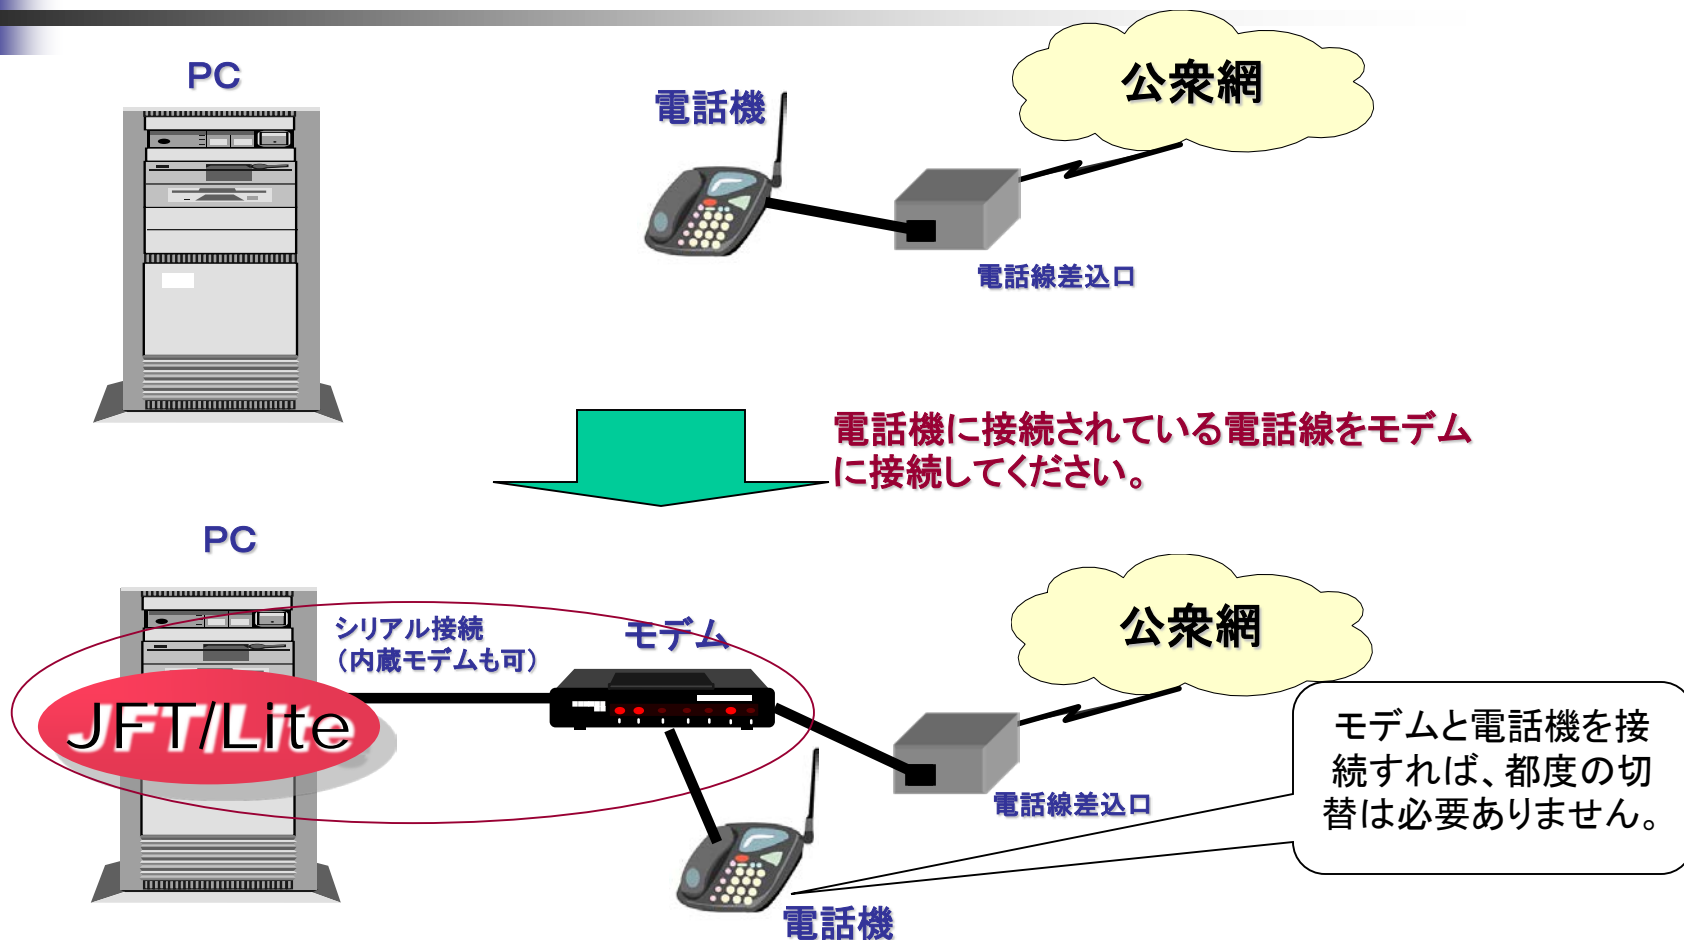 PC
電話機
公衆網
電話線差込口
電話機に接続されている電話線をモデム
に接続してください。
PC
シリアル接続
（内蔵モデムも可）
モデム
公衆網
JFT/Lite
モデムと電話機を接
続すれば、都度の切
替は必要ありません。
電話線差込口
電話機